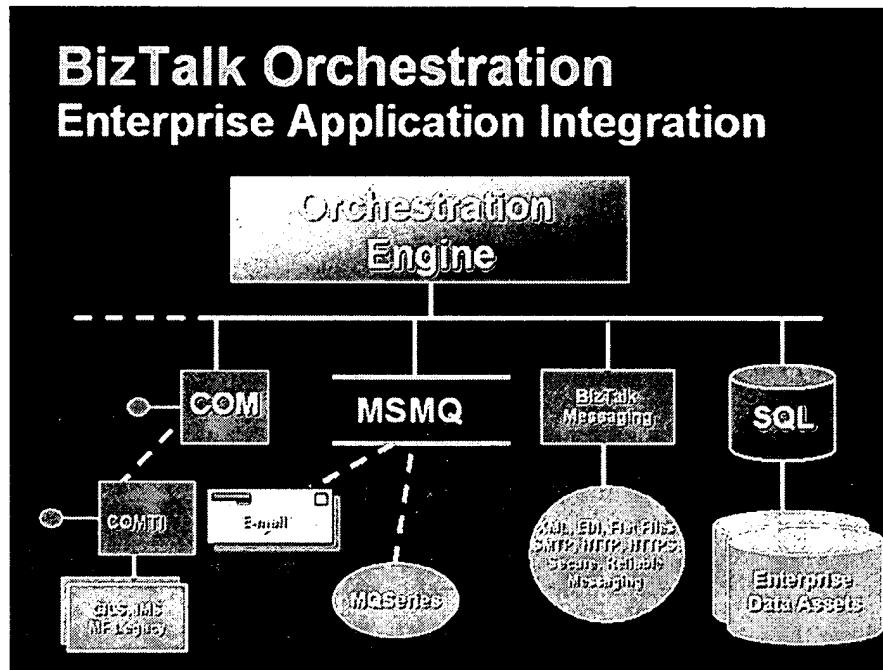 BizTalk Orchestration
Enterprise Application Integration
Orchestration
Engine
COM
MSMQ
BizTalk
Messaging
SQL
COMTI
E-mail
MQSeries
XML, EDI, Flat Files,
SMTP, HTTP, HTTPS
Secure, Reliable
Messaging
Enterprise
Data Assets
IMS
MF Legacy